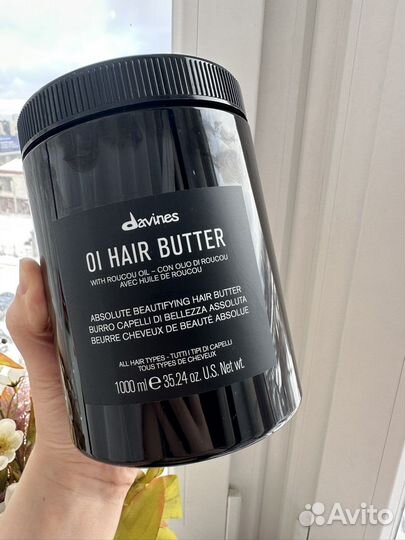 davines
OI HAIR BUTTER
WITH ROUCOU OIL – CON OLIO DI ROUCOU
AVEC HUILE DE ROUCOU
ABSOLUTE BEAUTIFYING HAIR BUTTER
BURRO CAPELLI DI BELLEZZA ASSOLUTA
BEURRE CHEVEUX DE BEAUTÉ ABSOLUE
ALL HAIR TYPES - TUTTI I TIPI DI CAPELLI
TOUS TYPES DE CHEVEUX
1000 ml ℮ 35.24 oz. U.S. Net wt.
Avito